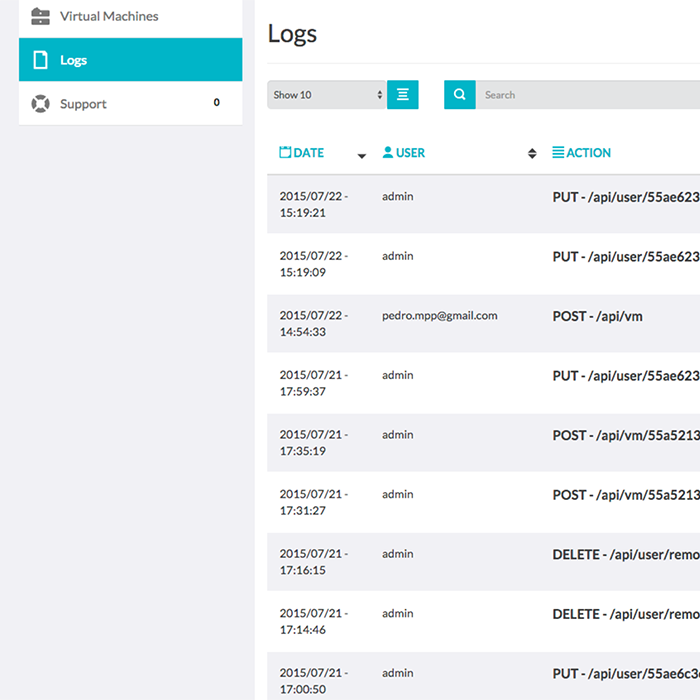 Virtual Machines
Logs
Support 0
Logs
Show 10
Search
DATE USER ACTION
2015/07/22 - admin PUT - /api/user/55ae623
15:19:21
2015/07/22 - admin PUT - /api/user/55ae623
15:19:09
2015/07/22 - pedro.mpp@gmail.com POST - /api/vm
14:54:33
2015/07/21 - admin PUT - /api/user/55ae623
17:59:37
2015/07/21 - admin POST - /api/vm/55a5213
17:35:19
2015/07/21 - admin POST - /api/vm/55a5213
17:31:27
2015/07/21 - admin DELETE - /api/user/remo
17:16:15
2015/07/21 - admin DELETE - /api/user/remo
17:14:46
2015/07/21 - admin PUT - /api/user/55ae6c3
17:00:50